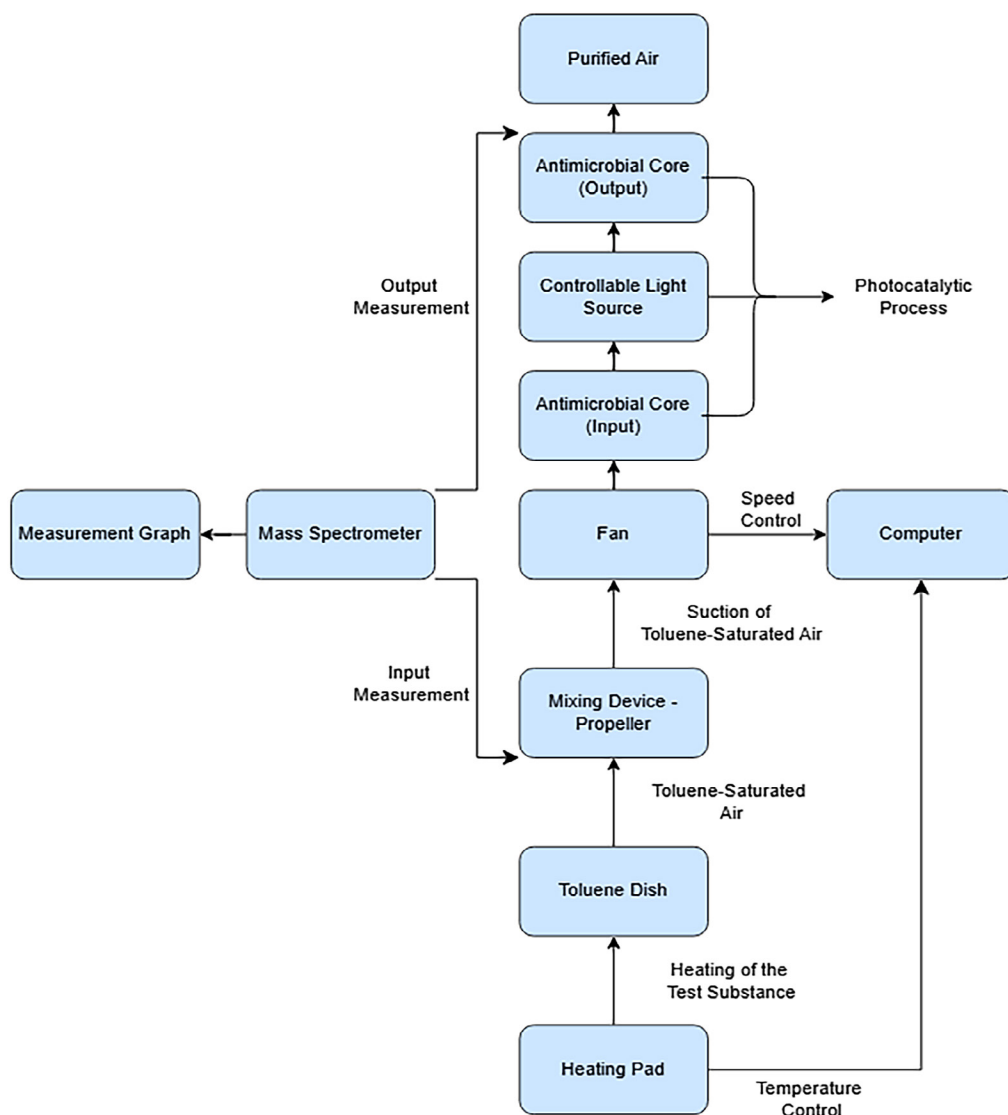 Purified Air
Antimicrobial Core
(Output)
Output
Measurement
Controllable Light
Source
Photocatalytic
Process
Antimicrobial Core
(Input)
Measurement Graph
Mass Spectrometer
Fan
Speed
Control
Computer
Suction of
Toluene-Saturated Air
Input
Measurement
Mixing Device -
Propeller
Toluene-Saturated
Air
Toluene Dish
Heating of the
Test Substance
Heating Pad
Temperature
Control